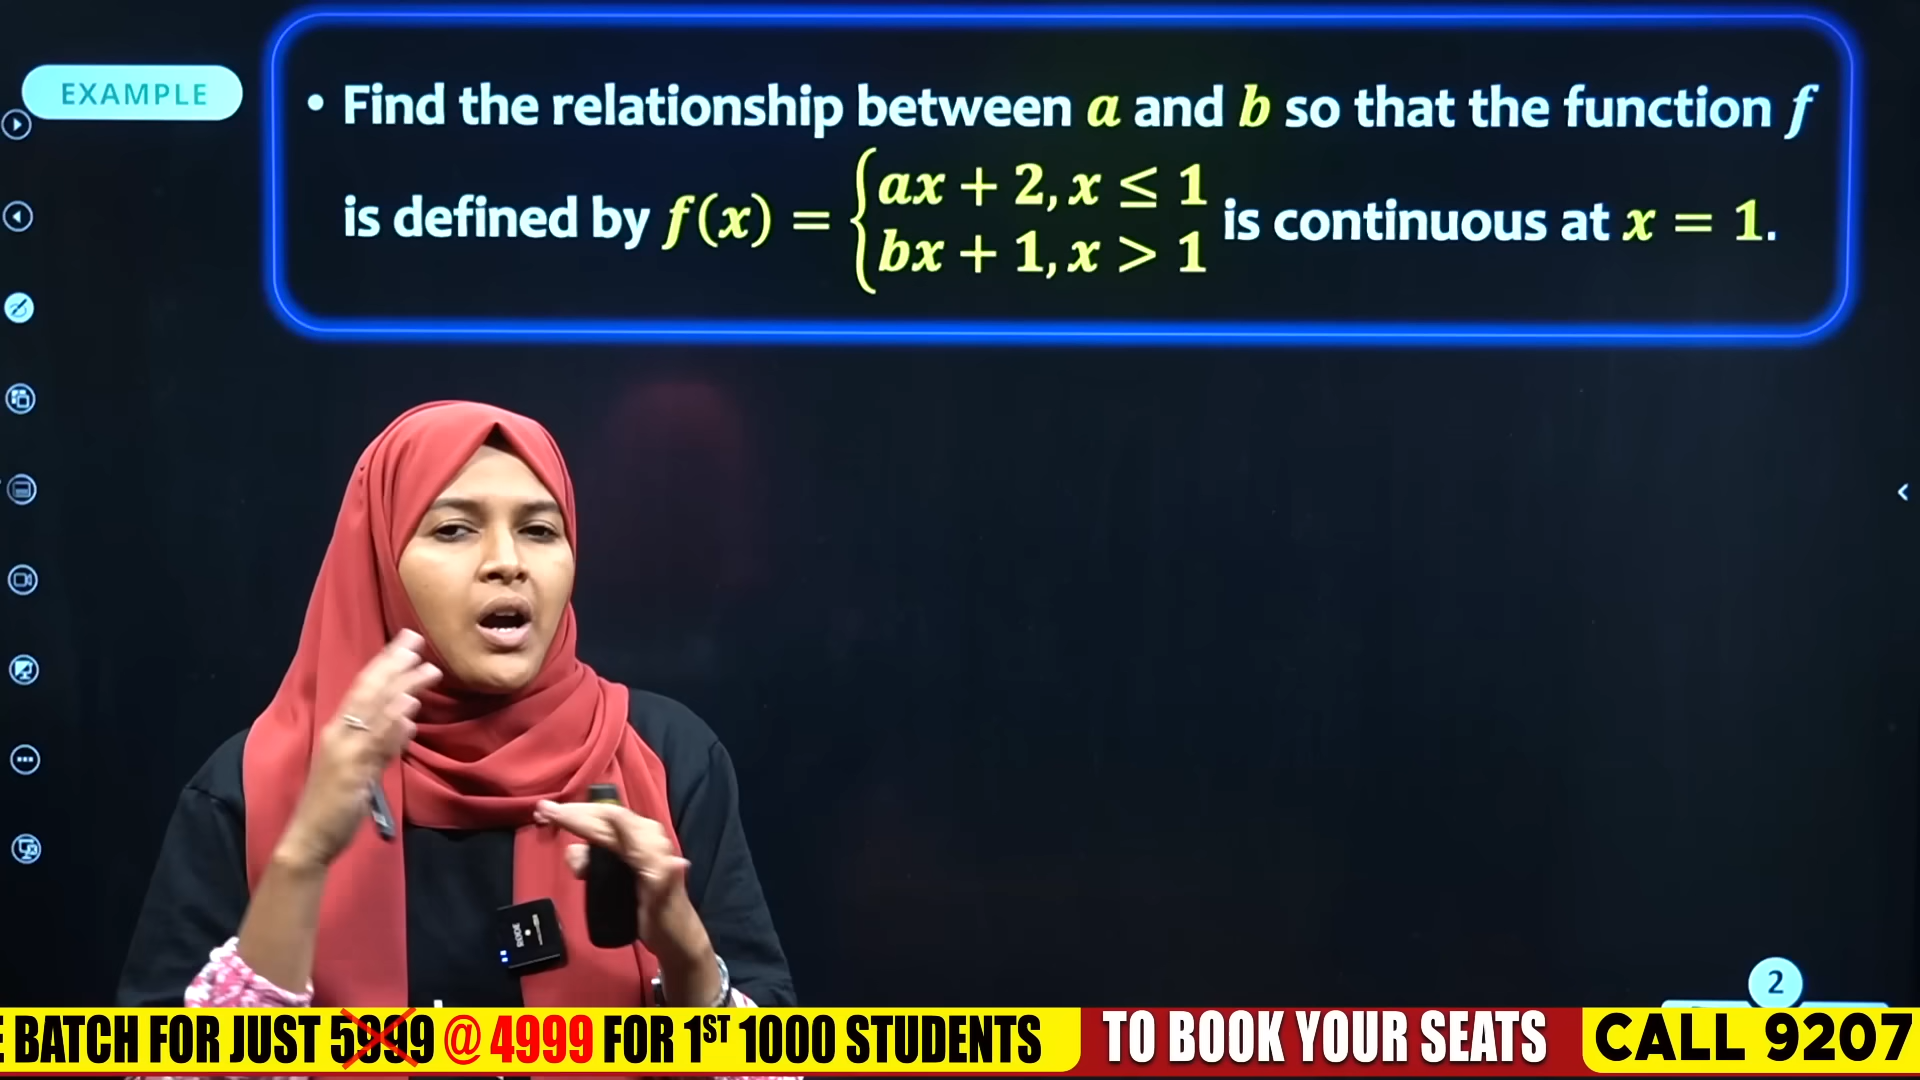 EXAMPLE
• Find the relationship between a and b so that the function f
is defined by f(x) = { ax + 2, x ≤ 1
bx + 1, x > 1 is continuous at x = 1.
RODE
2
E BATCH FOR JUST 5999 @ 4999 FOR 1ST 1000 STUDENTS
TO BOOK YOUR SEATS
CALL 9207